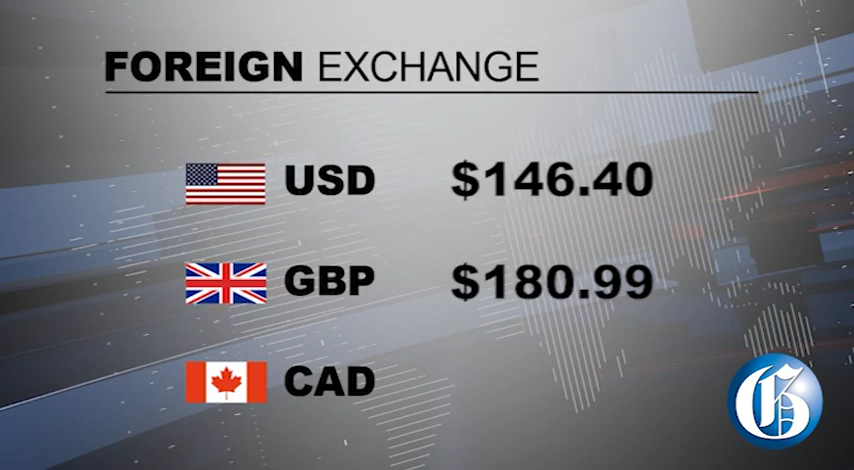 FOREIGN EXCHANGE
USD $146.40
GBP $180.99
CAD
G